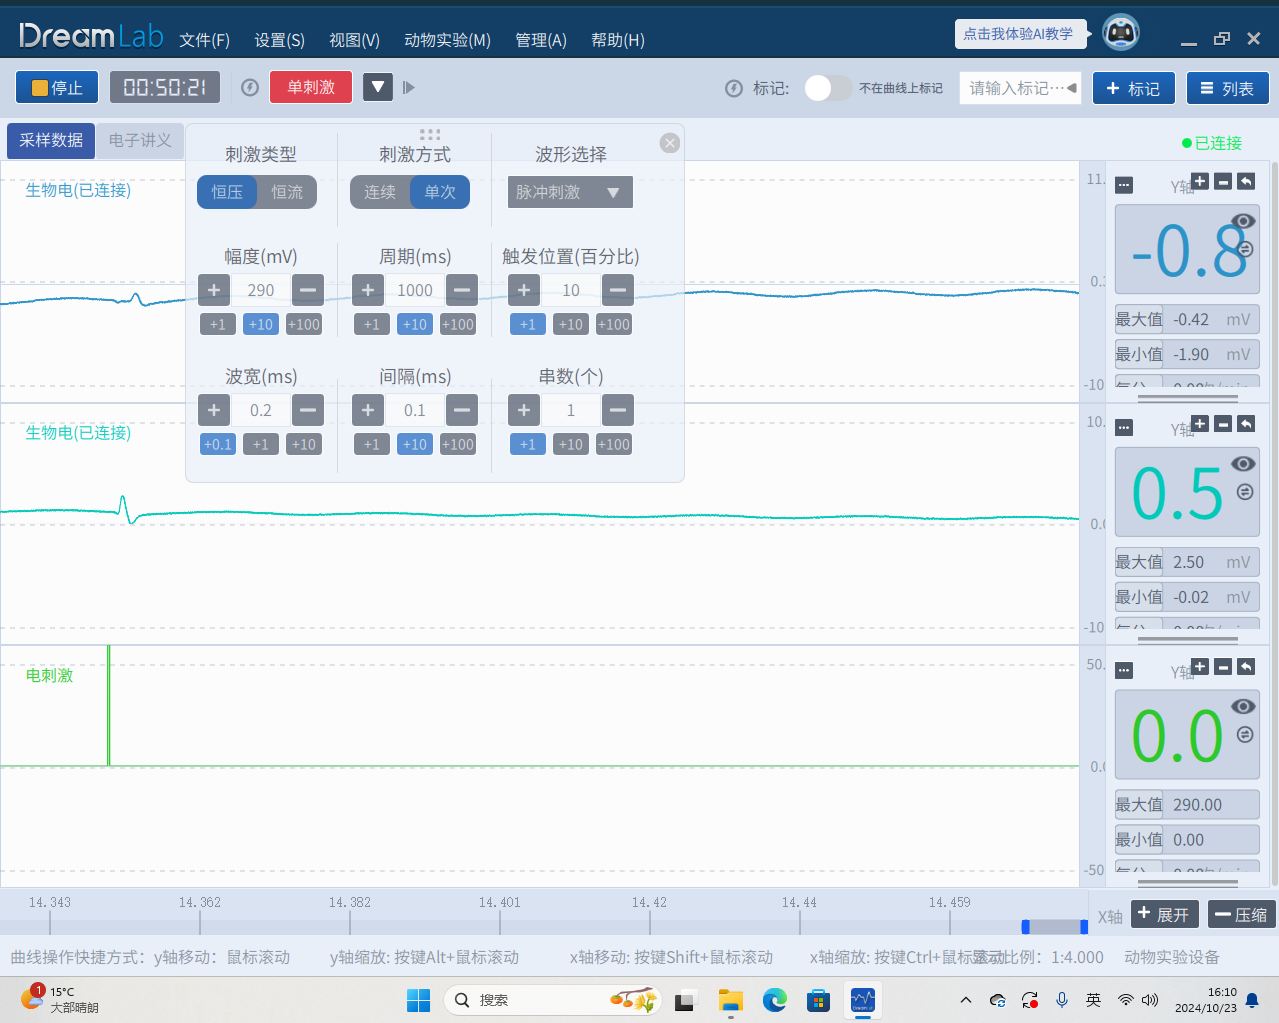 DreamLab 文件(F) 设置(S) 视图(V) 动物实验(M) 管理(A) 帮助(H) 点击我体验AI教学
停止 00:50:21 单刺激 标记: 不在曲线上标记 请输入标记··· 标记 列表
采样数据 电子讲义 已连接
刺激类型 刺激方式 波形选择
恒压 恒流 连续 单次 脉冲刺激
幅度(mV) 周期(ms) 触发位置(百分比)
290 1000 10
+1 +10 +100 +1 +10 +100 +1 +10 +100
波宽(ms) 间隔(ms) 串数(个)
0.2 0.1 1
+0.1 +1 +10 +1 +10 +100 +1 +10 +100
生物电(已连接)
11.
0.3
-10
Y轴
-0.8
最大值 -0.42 mV
最小值 -1.90 mV
生物电(已连接)
10.
0.0
-10
Y轴
0.5
最大值 2.50 mV
最小值 -0.02 mV
电刺激
50.
0.0
-50
Y轴
0.0
最大值 290.00
最小值 0.00
14.343 14.362 14.382 14.401 14.42 14.44 14.459
X轴 展开 压缩
曲线操作快捷方式: y轴移动: 鼠标滚动 y轴缩放: 按键Alt+鼠标滚动 x轴移动: 按键Shift+鼠标滚动 x轴缩放: 按键Ctrl+鼠标滚动 显示比例: 1:4.000 动物实验设备
1 15°C
大部晴朗
搜索
英
16:10
2024/10/23